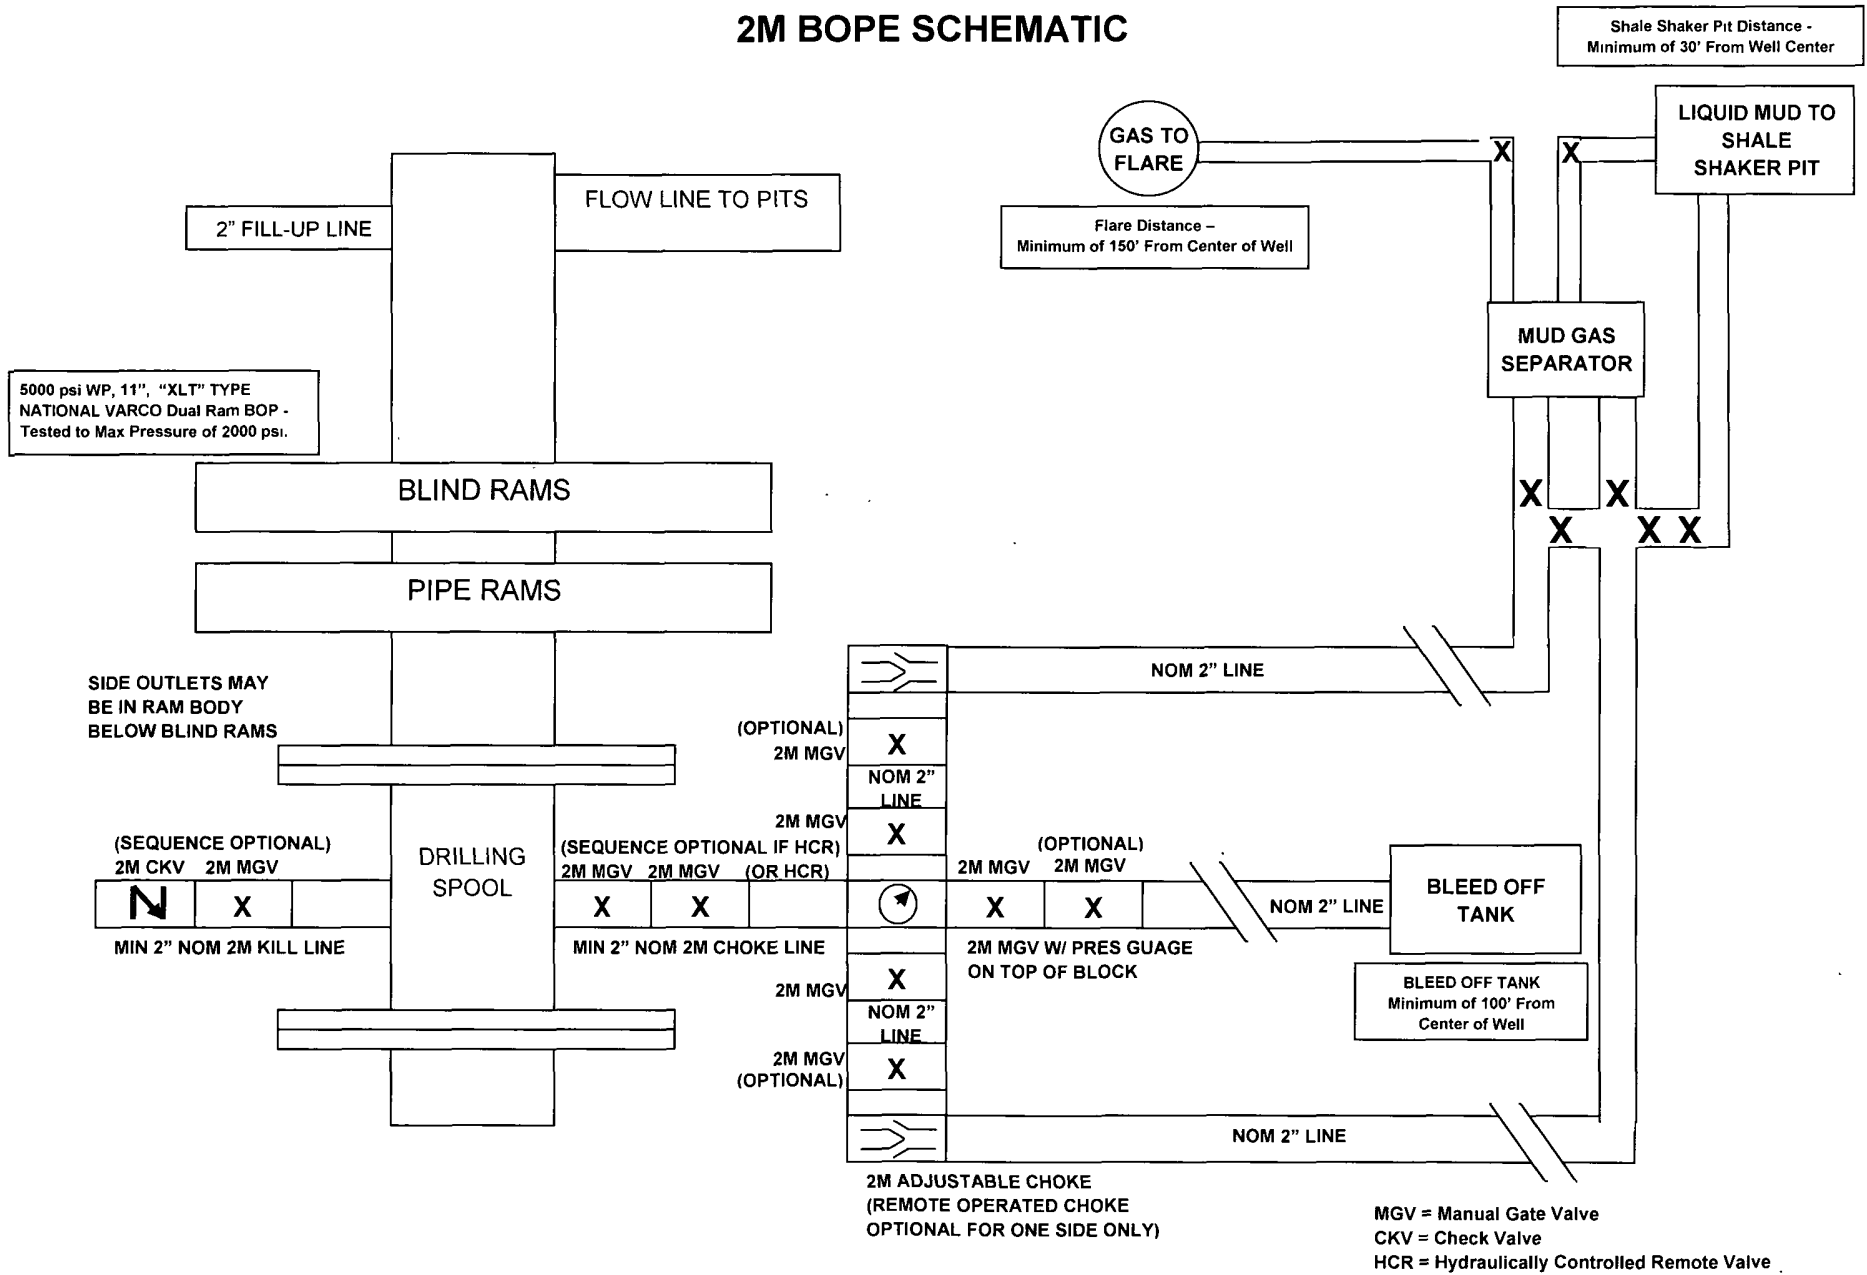 2M BOPE SCHEMATIC
Shale Shaker Pit Distance -
Minimum of 30' From Well Center
LIQUID MUD TO
SHALE
SHAKER PIT
X
X
GAS TO
FLARE
Flare Distance –
Minimum of 150' From Center of Well
FLOW LINE TO PITS
2” FILL-UP LINE
MUD GAS
SEPARATOR
5000 psi WP, 11”, “XLT” TYPE
NATIONAL VARCO Dual Ram BOP -
Tested to Max Pressure of 2000 psi.
BLIND RAMS
X
X
X
X
X
PIPE RAMS
NOM 2” LINE
SIDE OUTLETS MAY
BE IN RAM BODY
BELOW BLIND RAMS
(OPTIONAL)
2M MGV
X
NOM 2”
LINE
2M MGV
X
(SEQUENCE OPTIONAL)
2M CKV
2M MGV
N
X
MIN 2” NOM 2M KILL LINE
DRILLING
SPOOL
(SEQUENCE OPTIONAL IF HCR)
2M MGV
2M MGV
(OR HCR)
X
X
MIN 2” NOM 2M CHOKE LINE
(OPTIONAL)
2M MGV
2M MGV
X
X
2M MGV W/ PRES GUAGE
ON TOP OF BLOCK
NOM 2” LINE
BLEED OFF
TANK
BLEED OFF TANK
Minimum of 100' From
Center of Well
2M MGV
X
NOM 2”
LINE
2M MGV
(OPTIONAL)
X
NOM 2” LINE
2M ADJUSTABLE CHOKE
(REMOTE OPERATED CHOKE
OPTIONAL FOR ONE SIDE ONLY)
MGV = Manual Gate Valve
CKV = Check Valve
HCR = Hydraulically Controlled Remote Valve